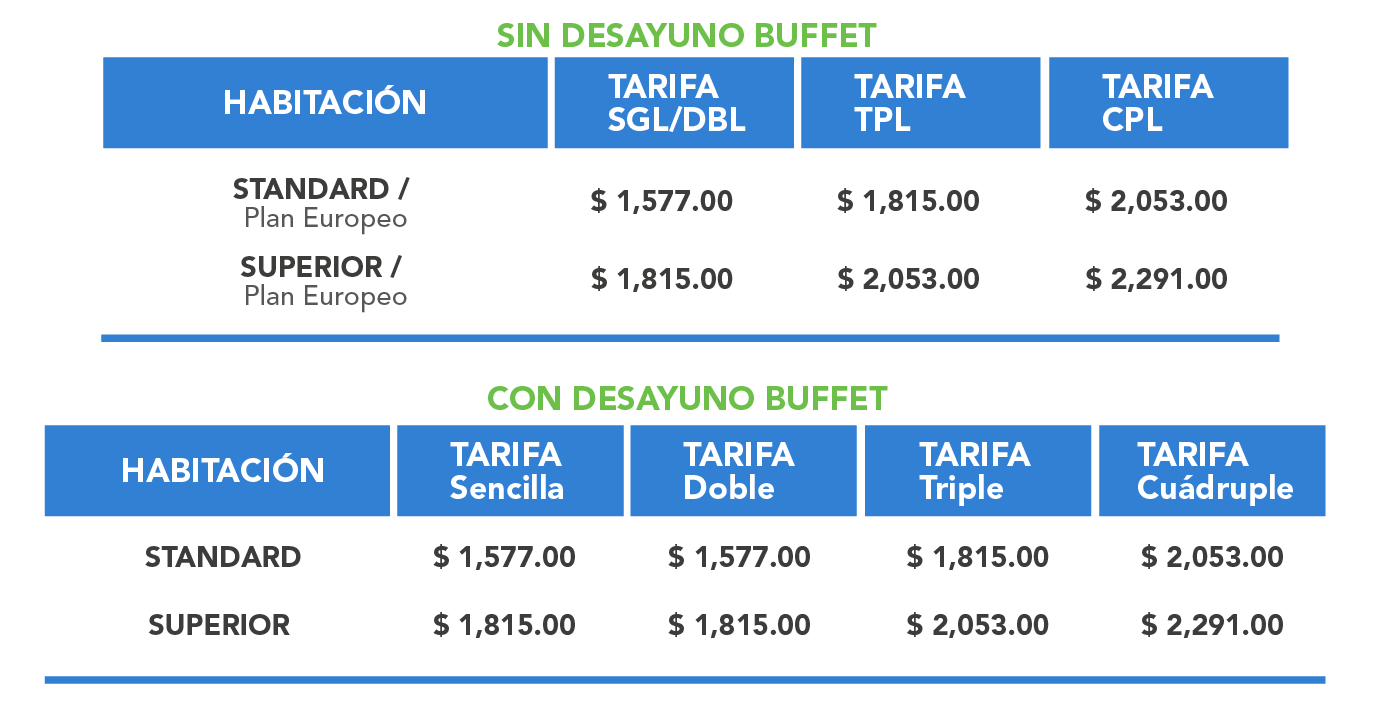 SIN DESAYUNO BUFFET
HABITACIÓN
TARIFA
SGL/DBL
TARIFA
TPL
TARIFA
CPL
STANDARD /
Plan Europeo
$ 1,577.00
$ 1,815.00
$ 2,053.00
SUPERIOR /
Plan Europeo
$ 1,815.00
$ 2,053.00
$ 2,291.00
CON DESAYUNO BUFFET
HABITACIÓN
TARIFA
Sencilla
TARIFA
Doble
TARIFA
Triple
TARIFA
Cuádruple
STANDARD
$ 1,577.00
$ 1,577.00
$ 1,815.00
$ 2,053.00
SUPERIOR
$ 1,815.00
$ 1,815.00
$ 2,053.00
$ 2,291.00